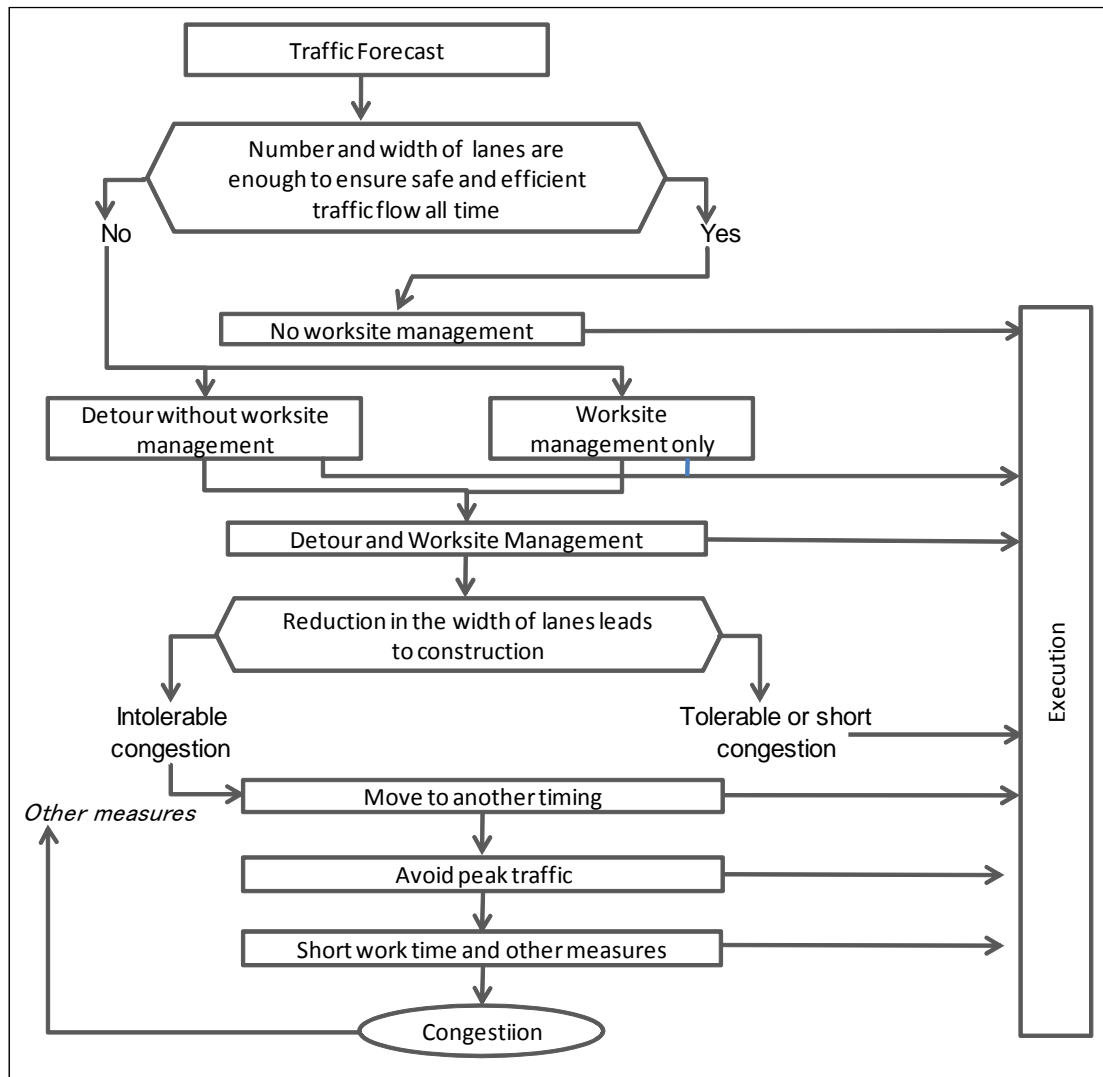 Traffic Forecast
Number and width of lanes are
enough to ensure safe and efficient
traffic flow all time
No
Yes
No worksite management
Detour without worksite
management
Worksite
management only
Detour and Worksite Management
Reduction in the width of lanes leads
to construction
Intolerable
congestion
Tolerable or short
congestion
Move to another timing
Other measures
Avoid peak traffic
Short work time and other measures
Congestiion
Execution